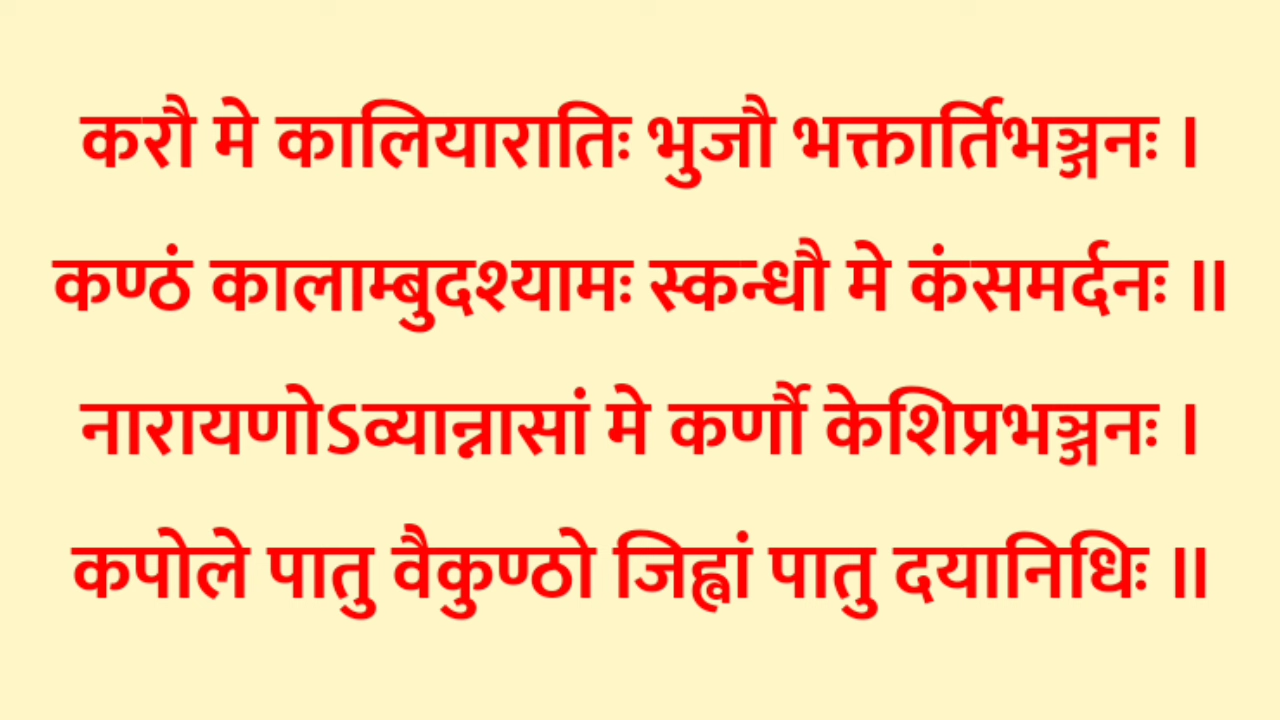 करौ मे कालियारातिः भुजौ भक्तार्तिभञ्जनः ।
कण्ठं कालाम्बुदश्यामः स्कन्धौ मे कंसमर्दनः ॥
नारायणोऽव्यान्नासां मे कर्णौ केशिप्रभञ्जनः ।
कपोले पातु वैकुण्ठो जिह्वां पातु दयानिधिः ॥